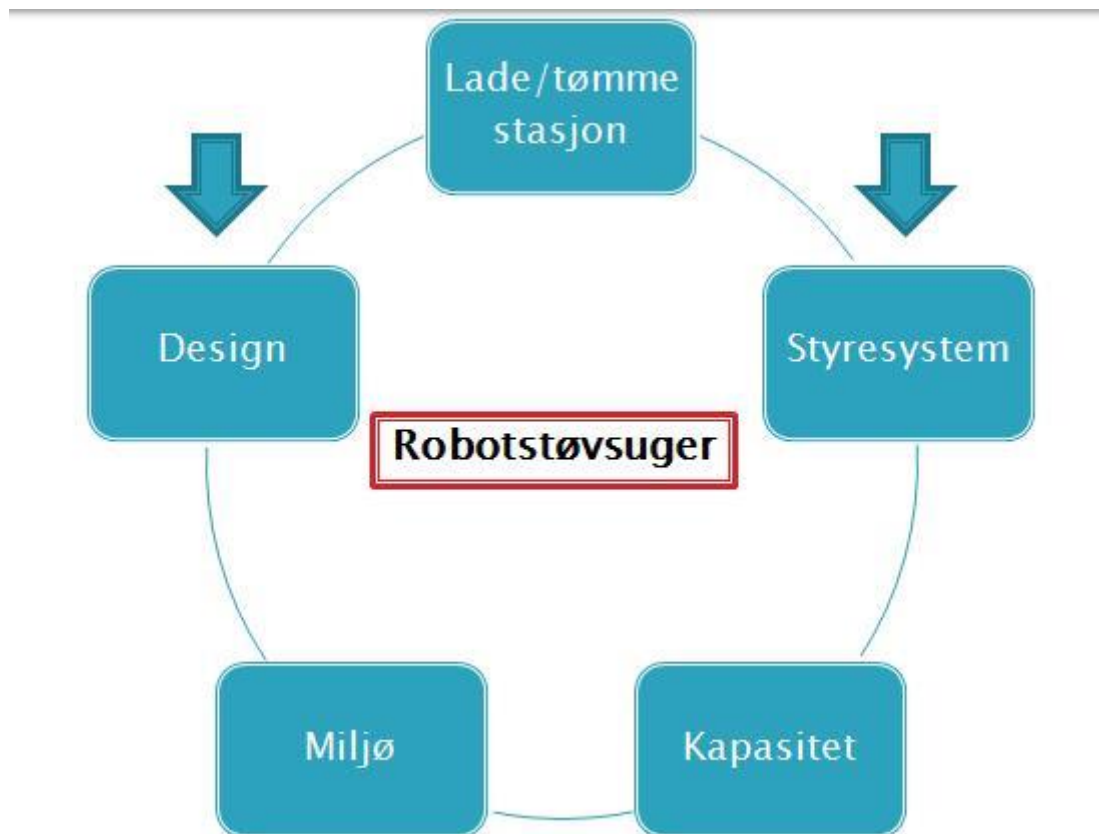 Lade/tømme
stasjon
Design
Styresystem
Robotstøvsuger
Miljø
Kapasitet